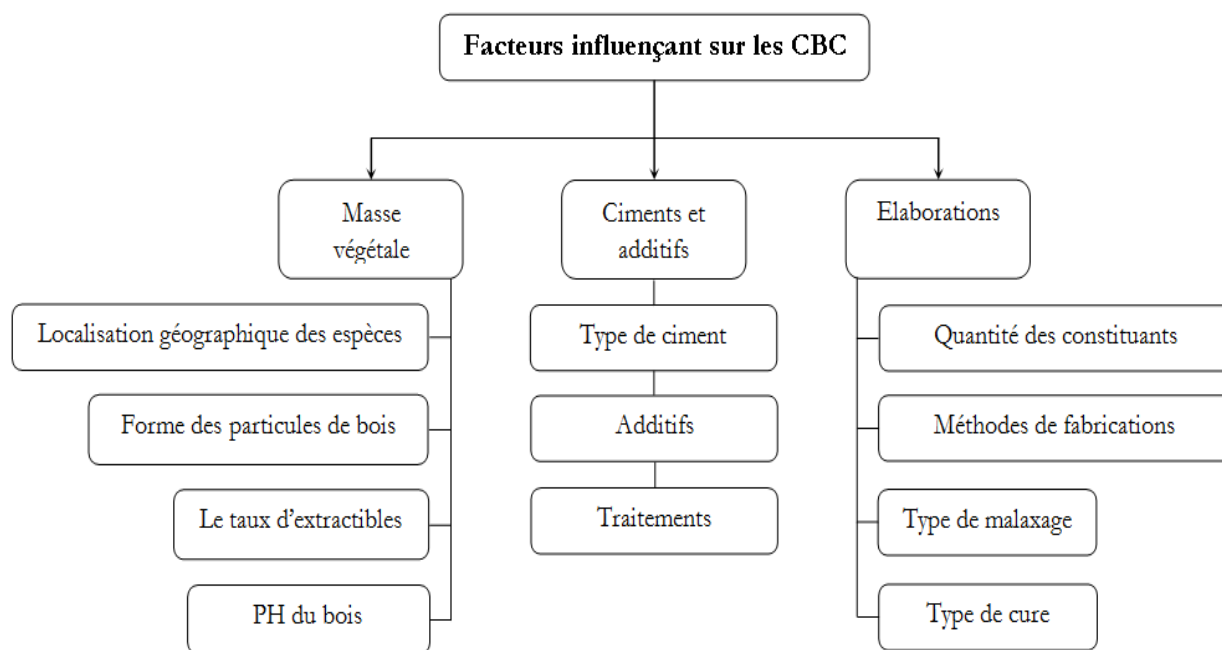 Facteurs influençant sur les CBC
Masse
végétale
Ciments et
additifs
Elaborations
Localisation géographique des espèces
Type de ciment
Quantité des constituants
Forme des particules de bois
Additifs
Méthodes de fabrications
Le taux d'extractibles
Traitements
Type de malaxage
PH du bois
Type de cure